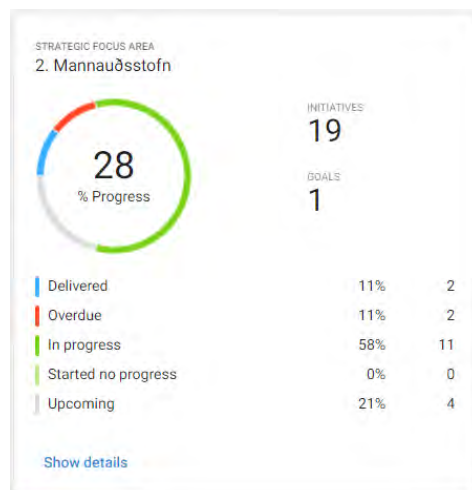 STRATEGIC FOCUS AREA
2. Mannauðsstofn
28
% Progress
INITIATIVES
19
GOALS
1
Delivered 11% 2
Overdue 11% 2
In progress 58% 11
Started no progress 0% 0
Upcoming 21% 4
Show details